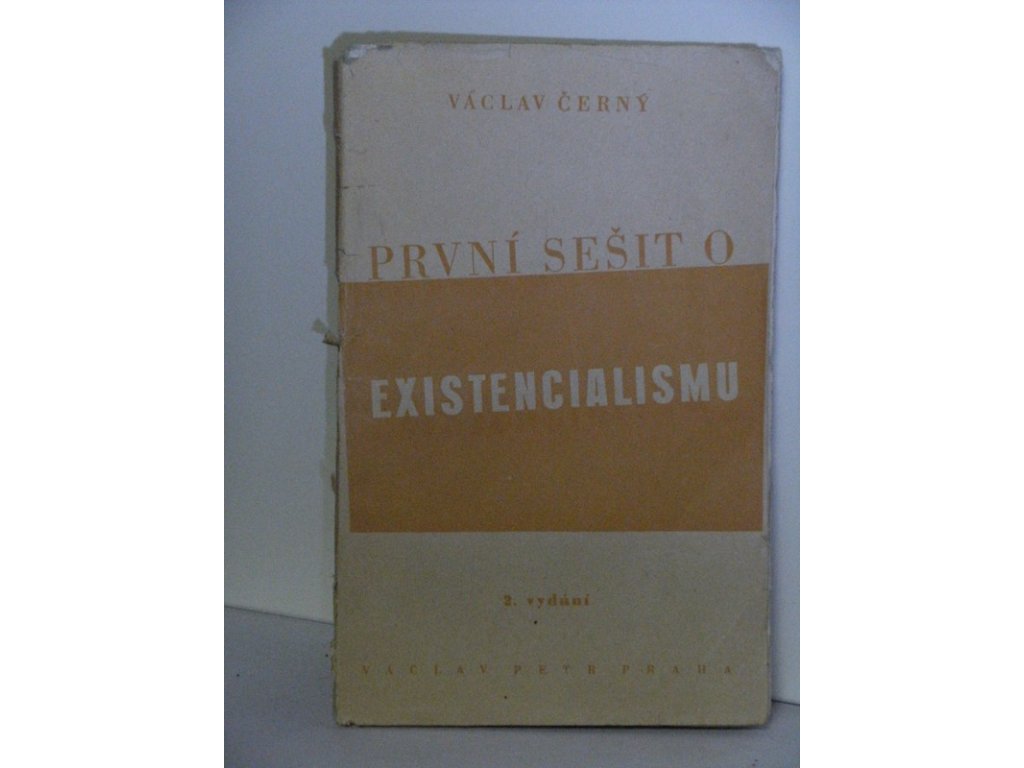 VÁCLAV ČERNÝ
PRVNÍ SEŠIT O
EXISTENCIALISMU
2. vydání
VÁCLAV PETR PRAHA